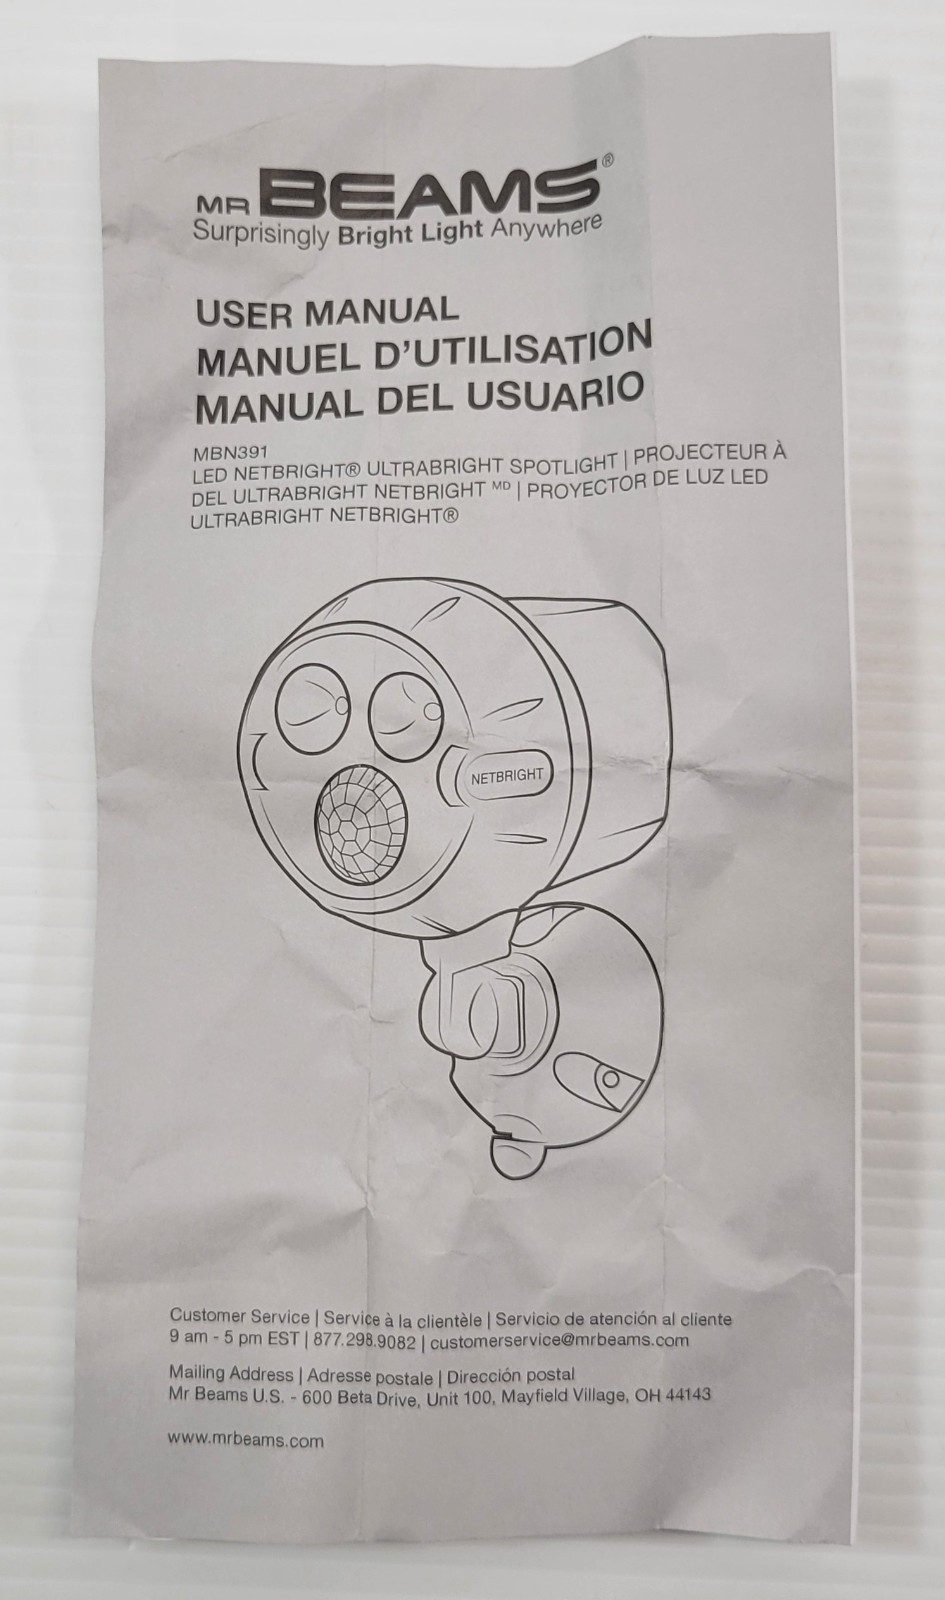 MR BEAMS®
Surprisingly Bright Light Anywhere
USER MANUAL
MANUEL D'UTILISATION
MANUAL DEL USUARIO
MBN391
LED NETBRIGHT® ULTRABRIGHT SPOTLIGHT | PROJECTEUR À
DEL ULTRABRIGHT NETBRIGHT MD | PROYECTOR DE LUZ LED
ULTRABRIGHT NETBRIGHT®
NETBRIGHT
Customer Service | Service à la clientèle | Servicio de atención al cliente
9 am - 5 pm EST | 877.298.9082 | customerservice@mrbeams.com
Mailing Address | Adresse postale | Dirección postal
Mr Beams U.S. - 600 Beta Drive, Unit 100, Mayfield Village, OH 44143
www.mrbeams.com